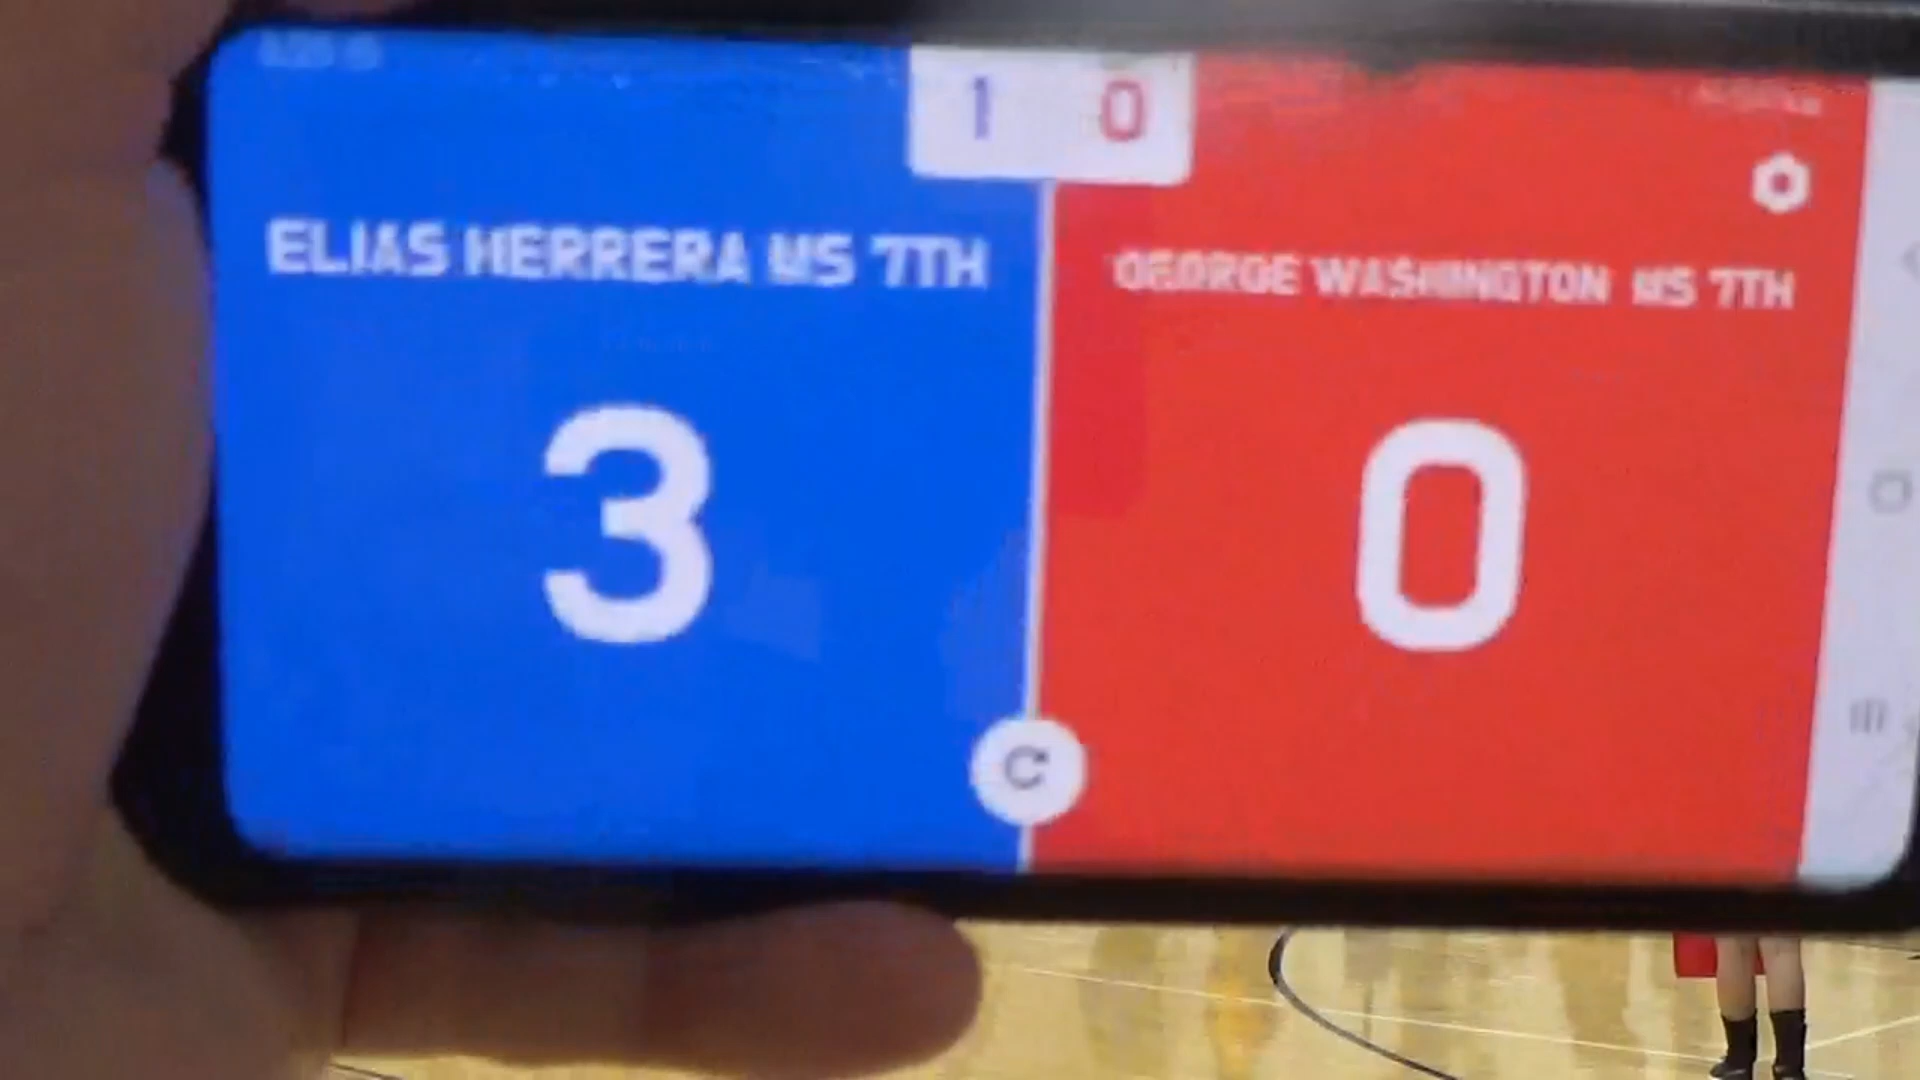 1 0
ELIAS HERRERA MS 7TH
GEORGE WASHINGTON MS 7TH
3
0